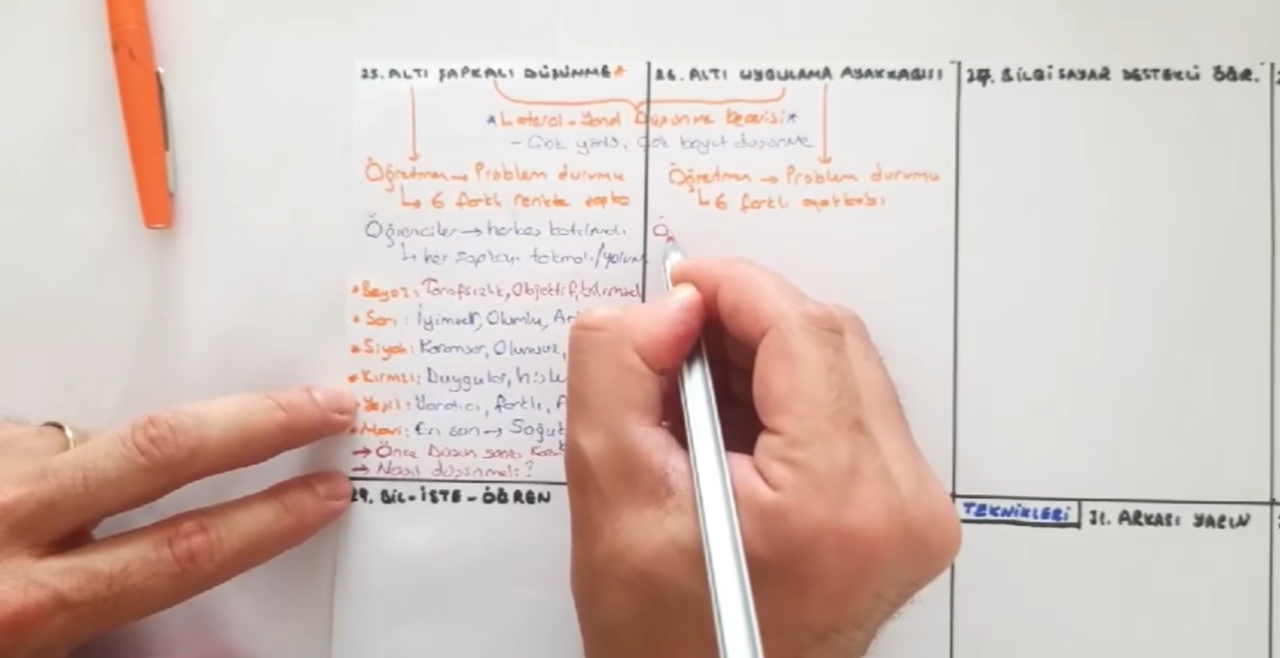 25. ALTI ŞAPKALI DÜŞÜNME*
26. ALTI UYGULAMA AYAKKABISI
27. BİLGİSAYAR DESTEKLİ ÖĞR.
*Lateral-Yanal Düşünme Becerisi*
- Çok yönlü, Çok boyut düşünme
Öğretmen → Problem durumu
↳ 6 farklı renkte şapka
Öğrenciler → herkes katılmalı.
↳ her şapkayı takmalı/yorum
*Beyaz: Tarafsızlık, Objektif, bilimsel
*Sarı: İyimser, Olumlu,
*Siyah: Karamsar, Olumsuz,
*Kırmızı: Duygular,
*Yeşil: Yaratıcı, farklı,
*Mavi: En son →
→ Önce Düşün sonra
→ Nasıl düşünmeli?
Öğretmen → Problem durumu
↳ 6 farklı ayakkabı
Ö
29. BİL-İSTE-ÖĞREN
TEKNİKLERİ
31. ARKASI YARIN